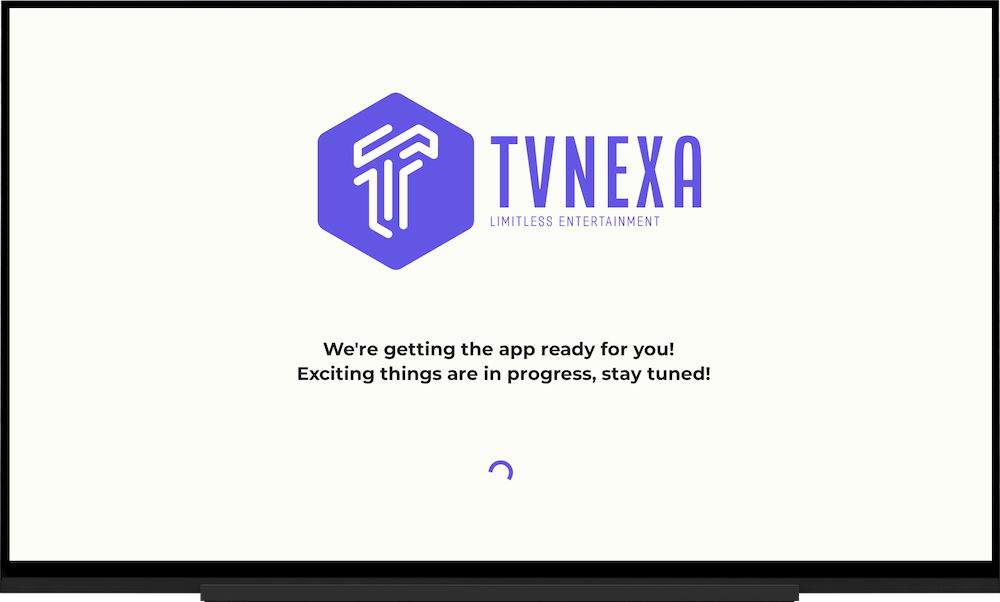 TVNEXA
LIMITLESS ENTERTAINMENT
We're getting the app ready for you!
Exciting things are in progress, stay tuned!